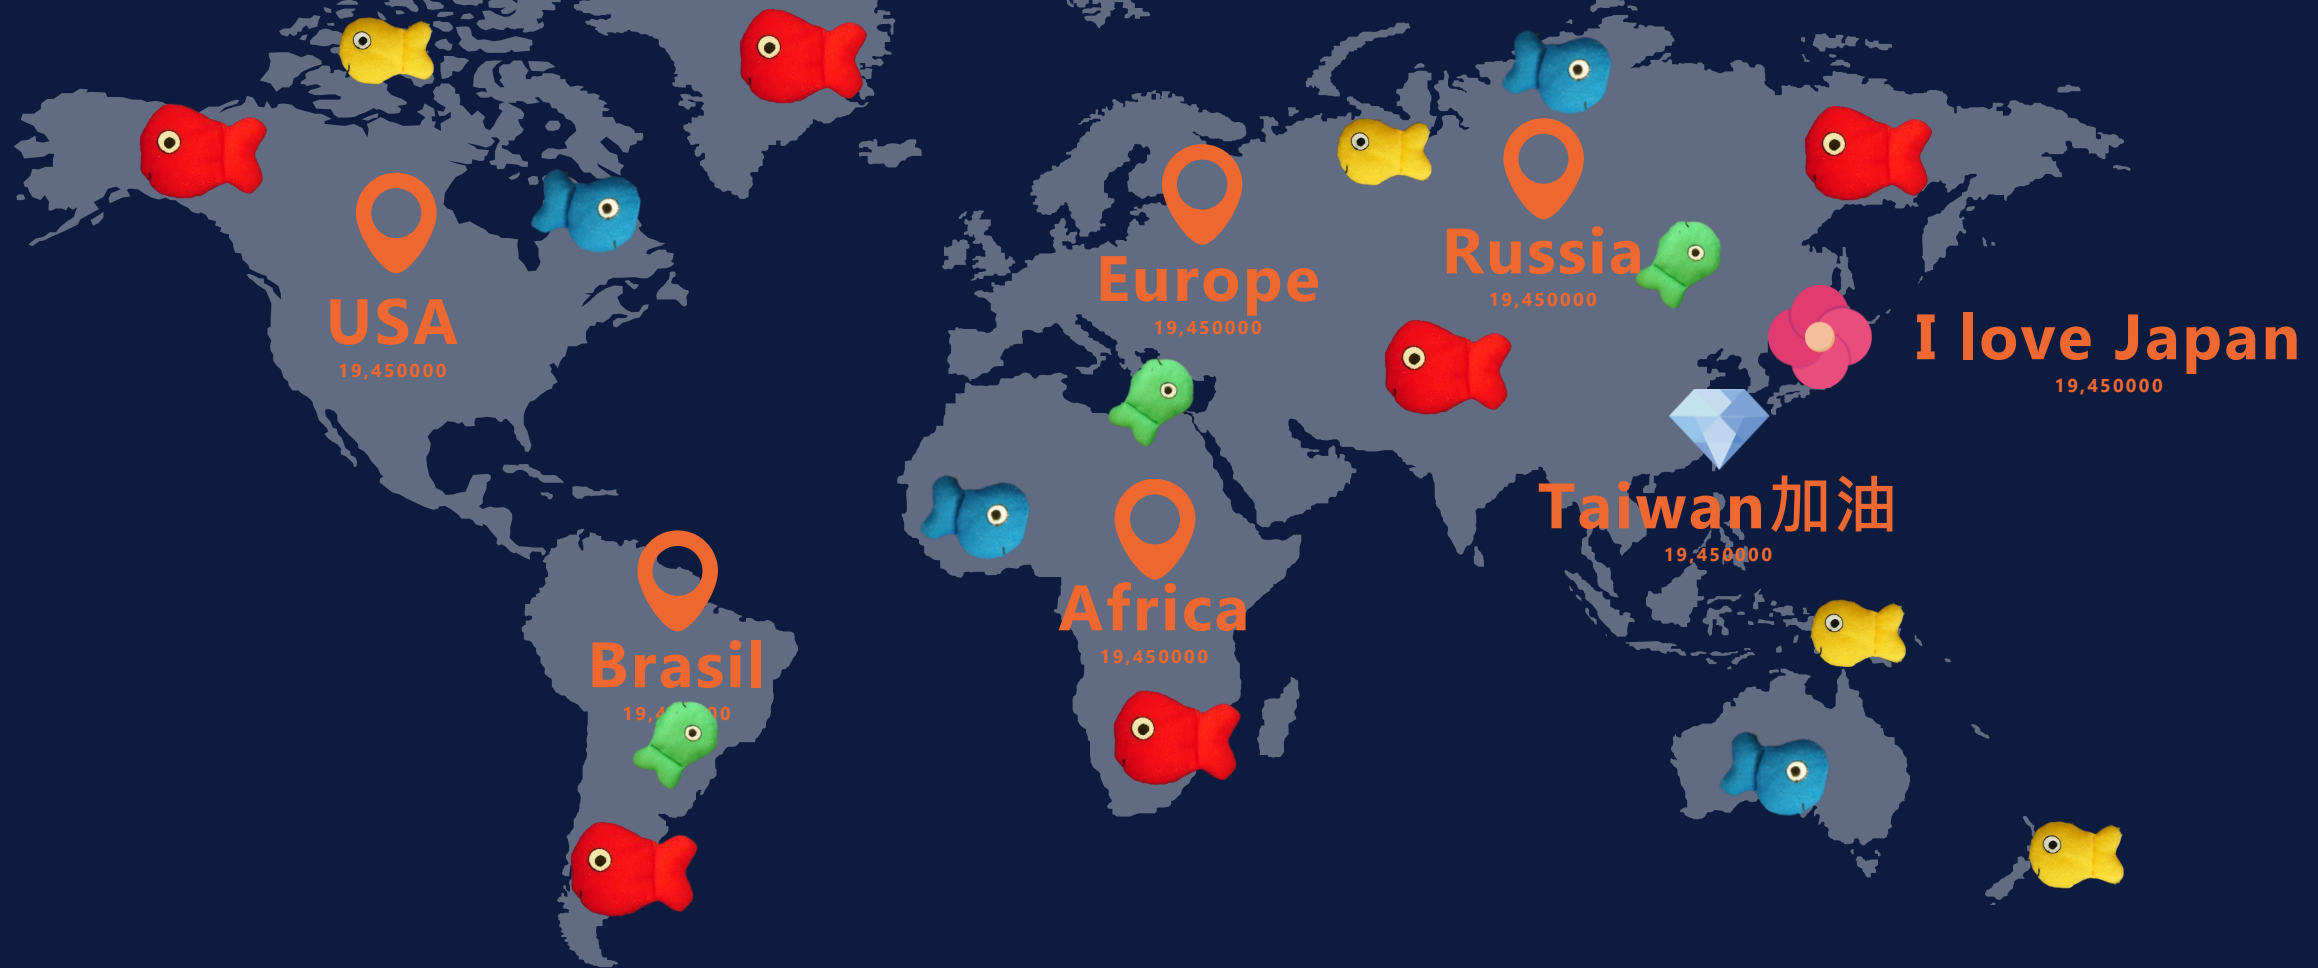 USA
19,450000
Europe
19,450000
Russia
19,450000
I love Japan
19,450000
Taiwan加油
19,450000
Africa
19,450000
Brasil